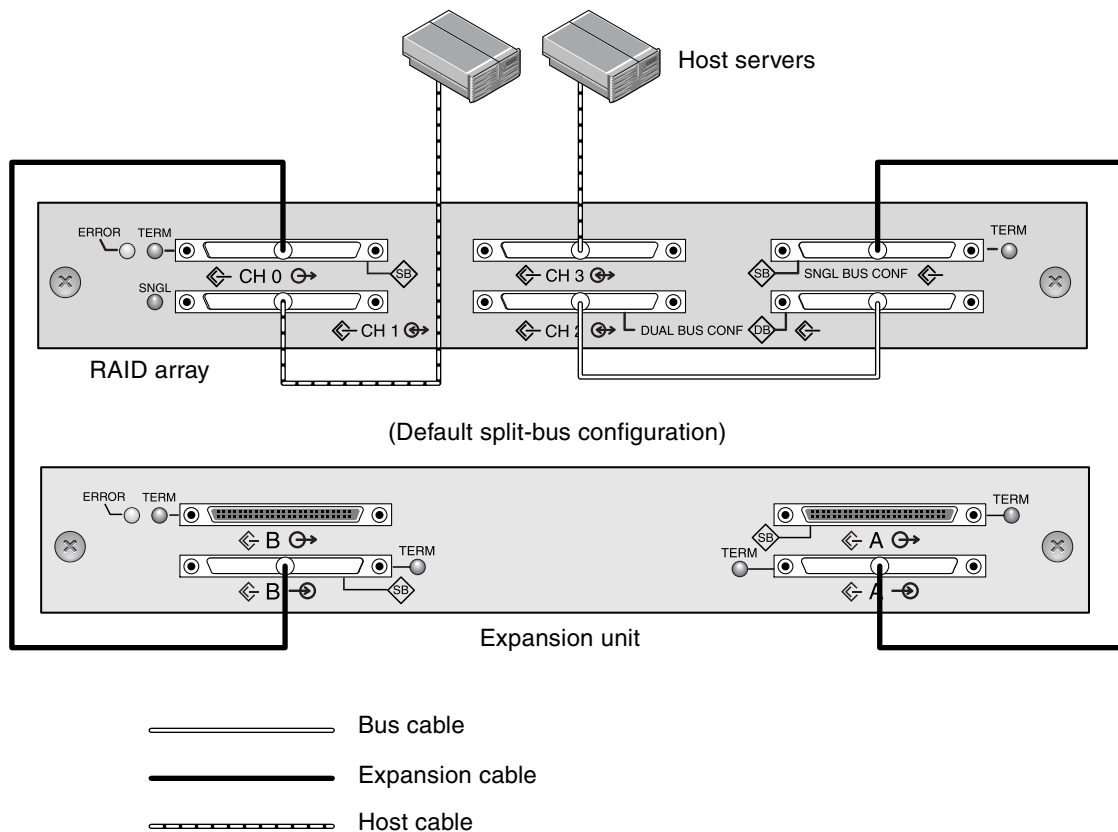 Host servers
ERROR TERM
TERM
SB
CH 0
CH 3
SB
SNGL BUS CONF
SNGL
CH 1
CH 2
DUAL BUS CONF
DB
RAID array
(Default split-bus configuration)
ERROR TERM
TERM
B
SB
A
TERM
TERM
B
SB
A
Expansion unit
Bus cable
Expansion cable
Host cable